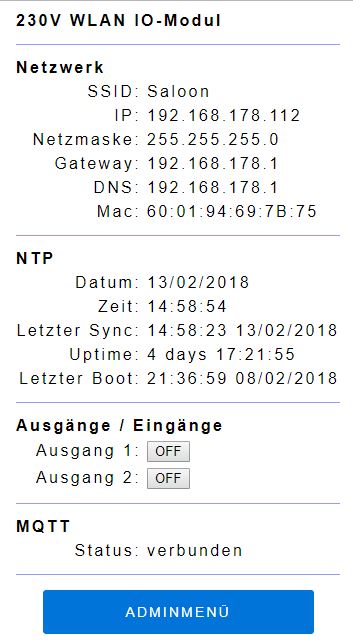 230V WLAN IO-Modul
Netzwerk
SSID: Saloon
IP: 192.168.178.112
Netzmaske: 255.255.255.0
Gateway: 192.168.178.1
DNS: 192.168.178.1
Mac: 60:01:94:69:7B:75
NTP
Datum: 13/02/2018
Zeit: 14:58:54
Letzter Sync: 14:58:23 13/02/2018
Uptime: 4 days 17:21:55
Letzter Boot: 21:36:59 08/02/2018
Ausgänge / Eingänge
Ausgang 1: OFF
Ausgang 2: OFF
MQTT
Status: verbunden
ADMINMENÜ